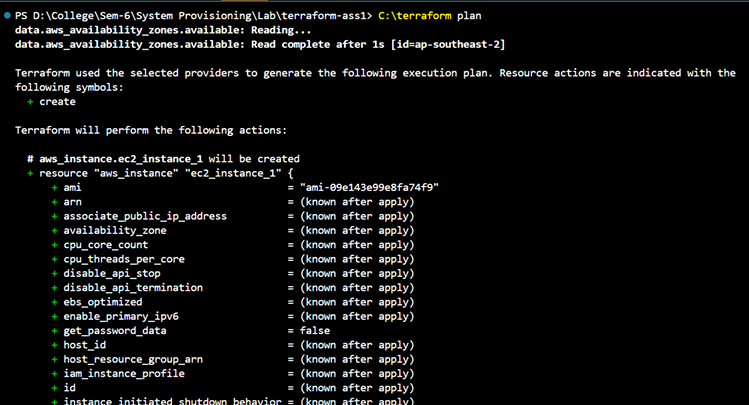 PS D:\College\Sem-6\System Provisioning\Lab\terraform-ass1> C:\terraform plan
data.aws_availability_zones.available: Reading...
data.aws_availability_zones.available: Read complete after 1s [id=ap-southeast-2]
Terraform used the selected providers to generate the following execution plan. Resource actions are indicated with the
following symbols:
+ create
Terraform will perform the following actions:
# aws_instance.ec2_instance_1 will be created
+ resource "aws_instance" "ec2_instance_1" {
+ ami = "ami-09e143e99e8fa74f9"
+ arn = (known after apply)
+ associate_public_ip_address = (known after apply)
+ availability_zone = (known after apply)
+ cpu_core_count = (known after apply)
+ cpu_threads_per_core = (known after apply)
+ disable_api_stop = (known after apply)
+ disable_api_termination = (known after apply)
+ ebs_optimized = (known after apply)
+ enable_primary_ipv6 = (known after apply)
+ get_password_data = false
+ host_id = (known after apply)
+ host_resource_group_arn = (known after apply)
+ iam_instance_profile = (known after apply)
+ id = (known after apply)
+ instance_initiated_shutdown_behavior = (known after apply)